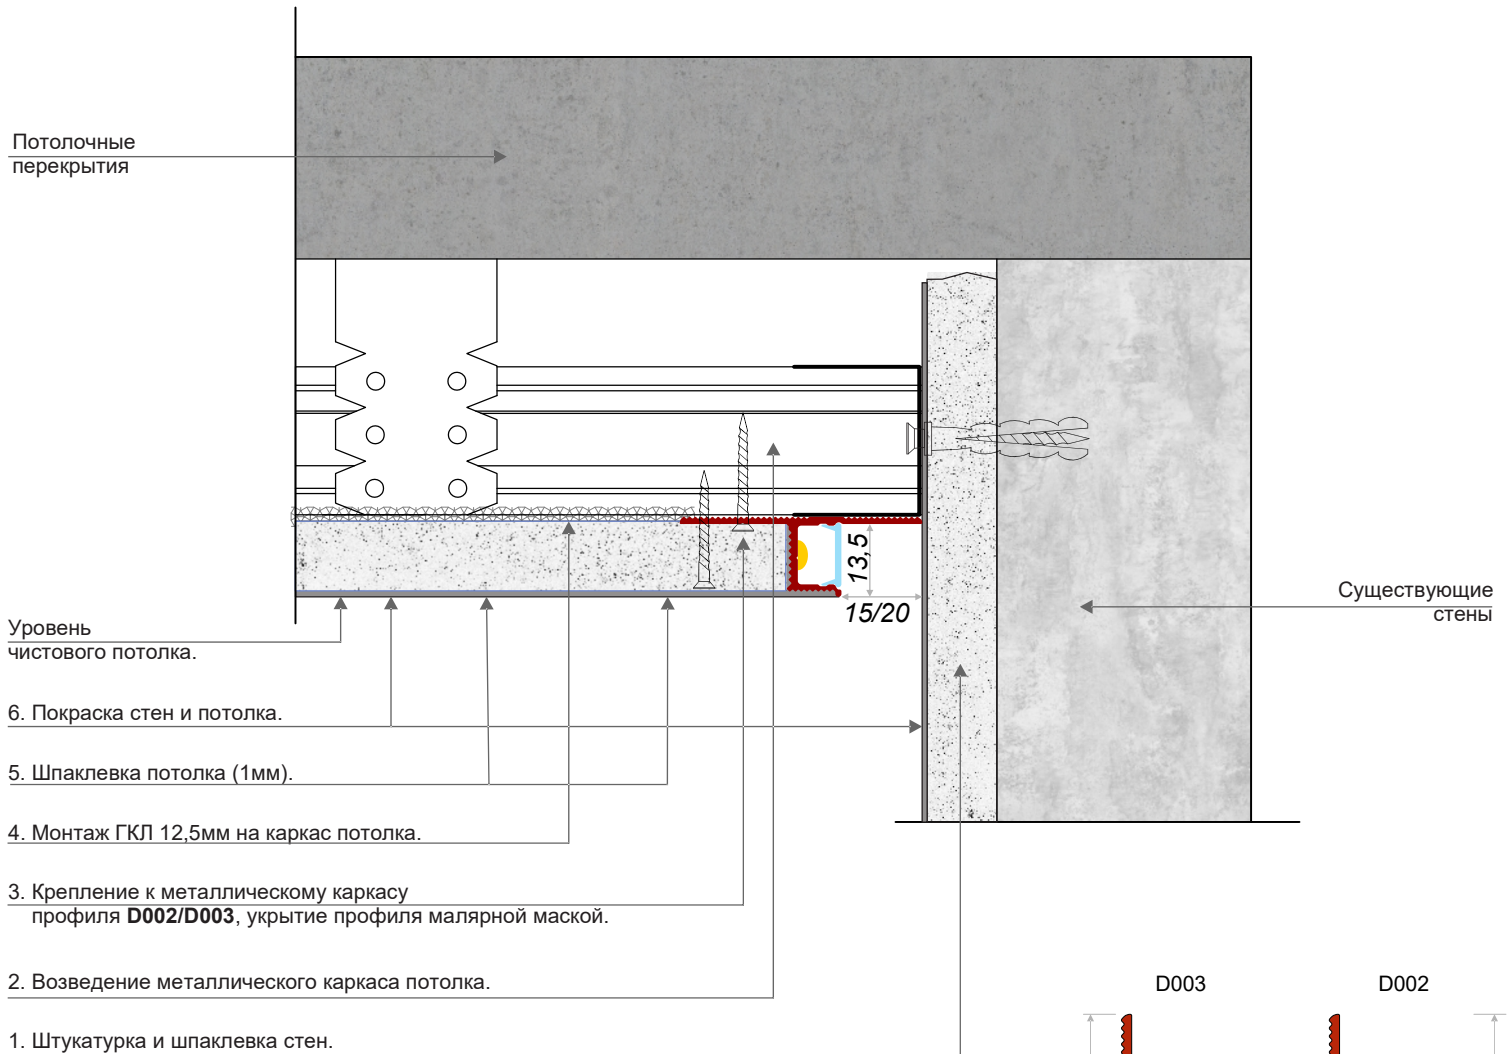 Потолочные
перекрытия
13,5
15/20
Существующие
стены
Уровень
чистового потолка.
6. Покраска стен и потолка.
5. Шпаклевка потолка (1мм).
4. Монтаж ГКЛ 12,5мм на каркас потолка.
3. Крепление к металлическому каркасу
профиля D002/D003, укрытие профиля малярной маской.
2. Возведение металлического каркаса потолка.
D003
D002
1. Штукатурка и шпаклевка стен.